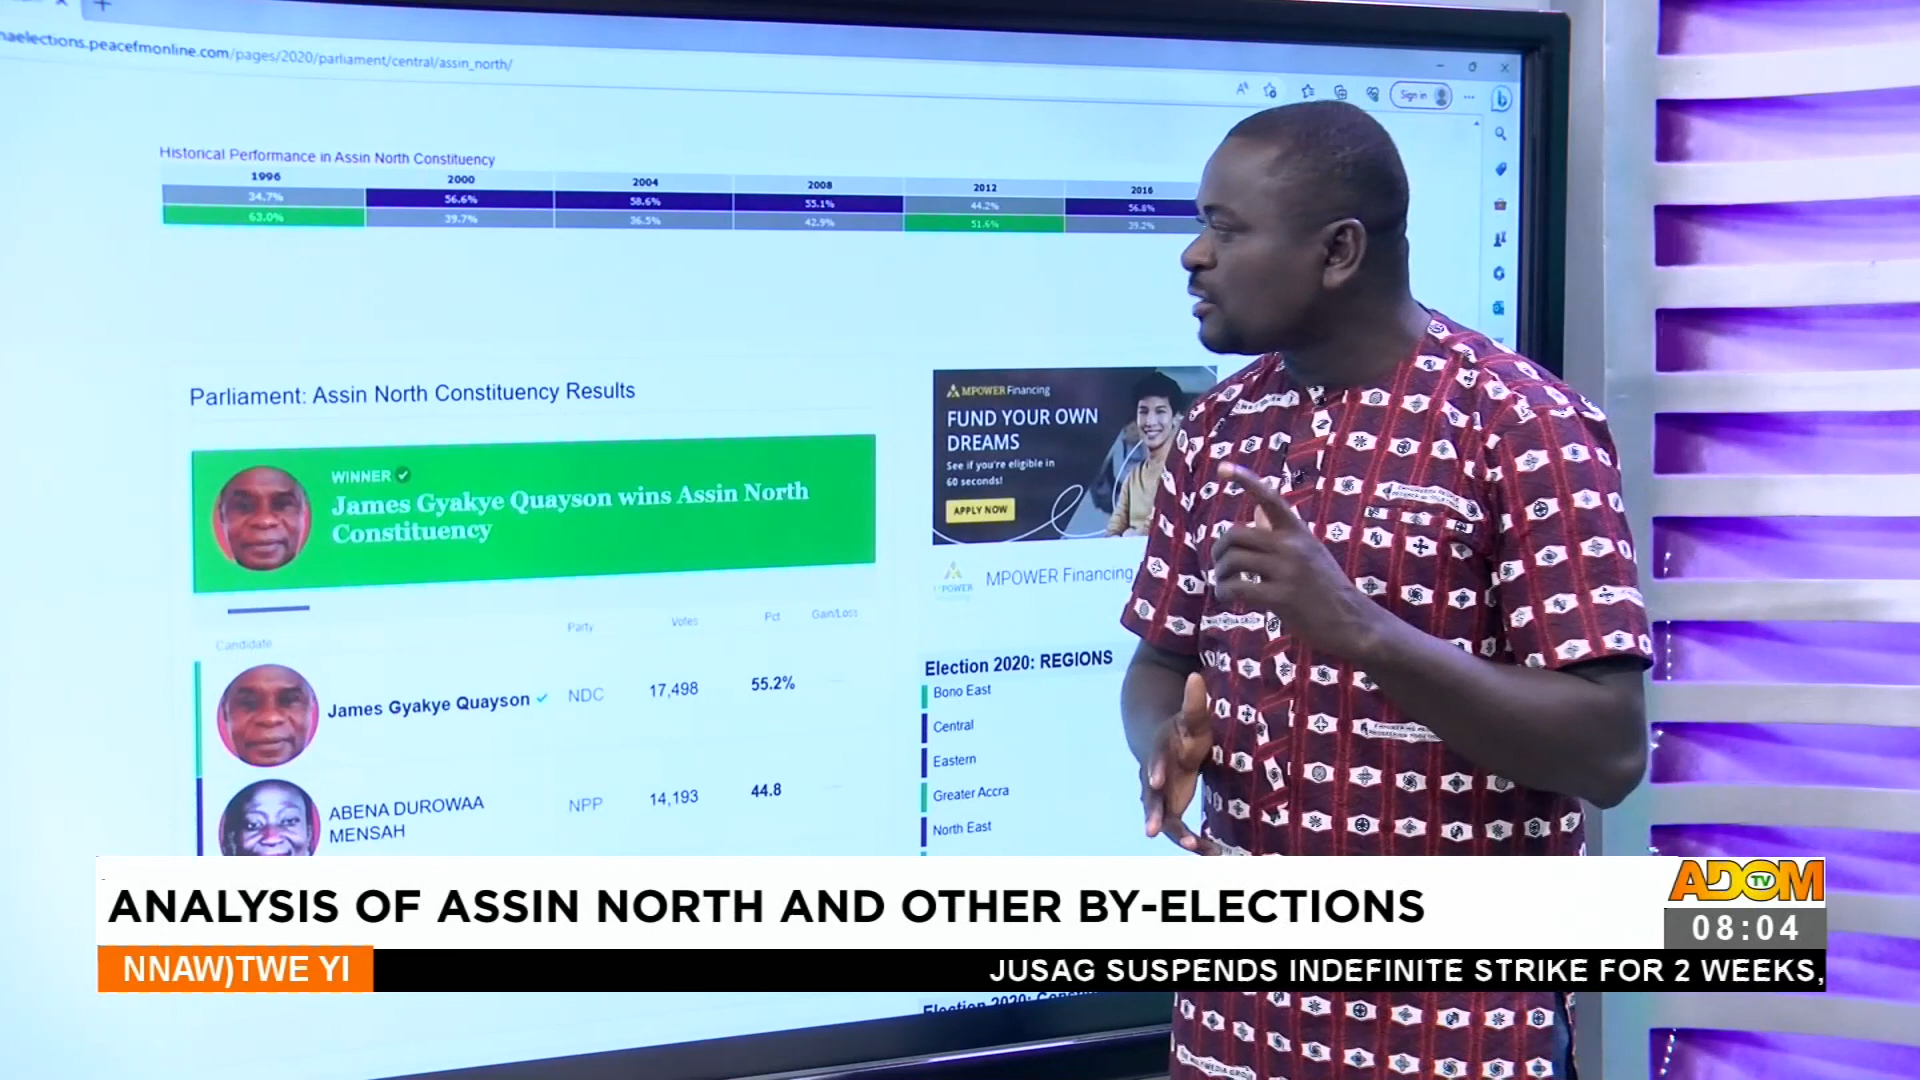 naelections.peacefmonline.com/pages/2020/parliament/central/assin_north/
Sign in
Historical Performance in Assin North Constituency
1996 2000 2004 2008 2012 2016
34.7% 56.6% 58.6% 55.1% 44.2% 56.8%
63.0% 39.7% 36.5% 42.9% 51.6% 39.2%
Parliament: Assin North Constituency Results
WINNER
James Gyakye Quayson wins Assin North
Constituency
Candidate Party Votes Pct Gain/Loss
James Gyakye Quayson NDC 17,498 55.2%
ABENA DUROWAA
MENSAH
NPP 14,193 44.8
MPOWER Financing
FUND YOUR OWN
DREAMS
See if you're eligible in
60 seconds!
APPLY NOW
MPOWER Financing
Election 2020: REGIONS
Bono East
Central
Eastern
Greater Accra
North East
ANALYSIS OF ASSIN NORTH AND OTHER BY-ELECTIONS
ADOM
TV
08:04
NNAW)TWE YI
JUSAG SUSPENDS INDEFINITE STRIKE FOR 2 WEEKS,
Election 2020: